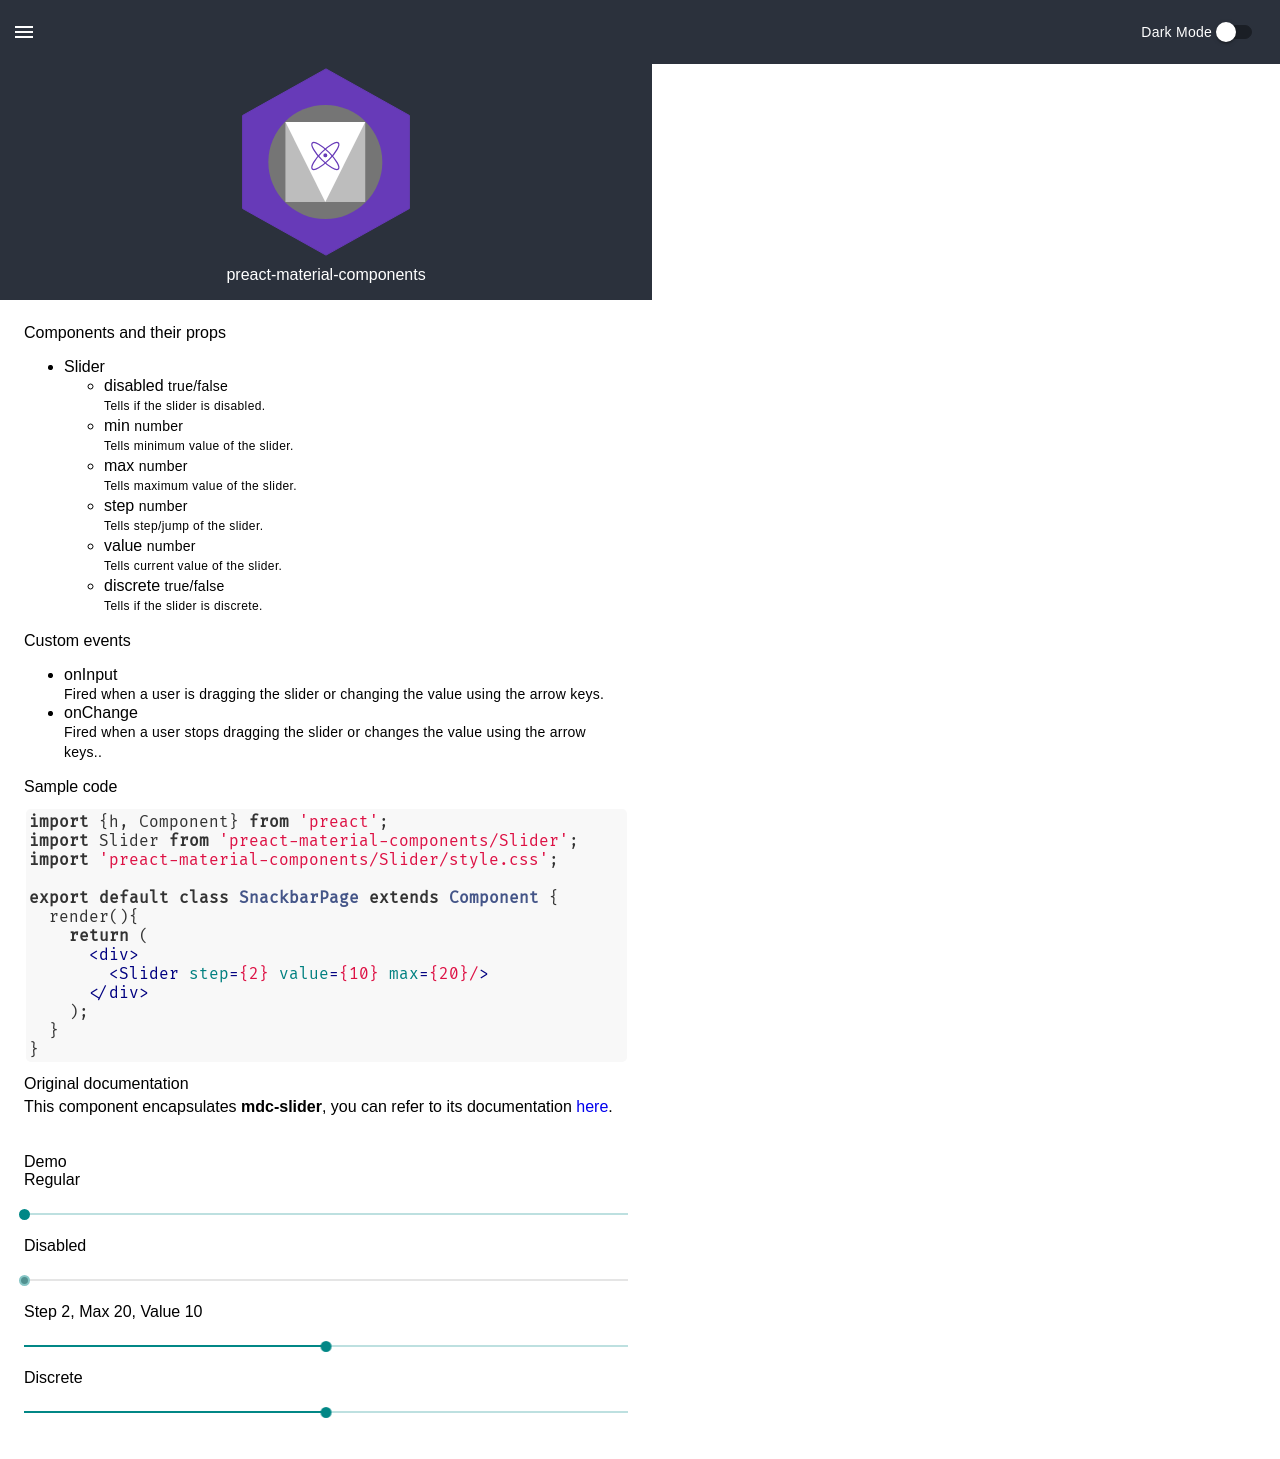 Dark Mode
preact-material-components
Components and their props
Slider
disabled true/false
Tells if the slider is disabled.
min number
Tells minimum value of the slider.
max number
Tells maximum value of the slider.
step number
Tells step/jump of the slider.
value number
Tells current value of the slider.
discrete true/false
Tells if the slider is discrete.
Custom events
onInput
Fired when a user is dragging the slider or changing the value using the arrow keys.
onChange
Fired when a user stops dragging the slider or changes the value using the arrow
keys..
Sample code
import {h, Component} from 'preact';
import Slider from 'preact-material-components/Slider';
import 'preact-material-components/Slider/style.css';
export default class SnackbarPage extends Component {
  render(){
    return (
      <div>
        <Slider step={2} value={10} max={20}/>
      </div>
    );
  }
}
Original documentation
This component encapsulates mdc-slider, you can refer to its documentation here.
Demo
Regular
Disabled
Step 2, Max 20, Value 10
Discrete